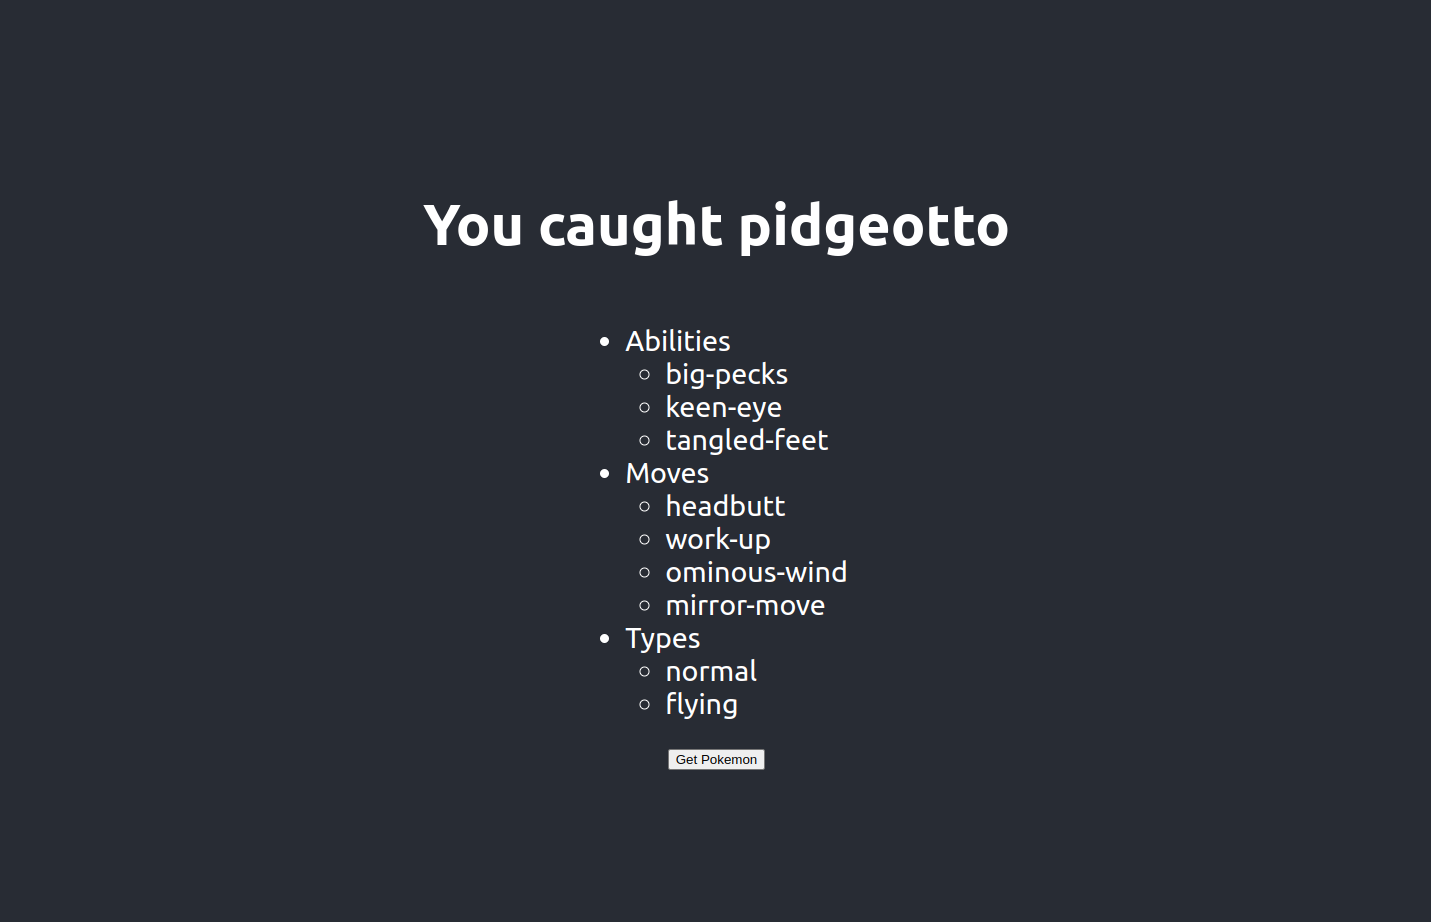 You caught pidgeotto
Abilities
big-pecks
keen-eye
tangled-feet
Moves
headbutt
work-up
ominous-wind
mirror-move
Types
normal
flying
Get Pokemon